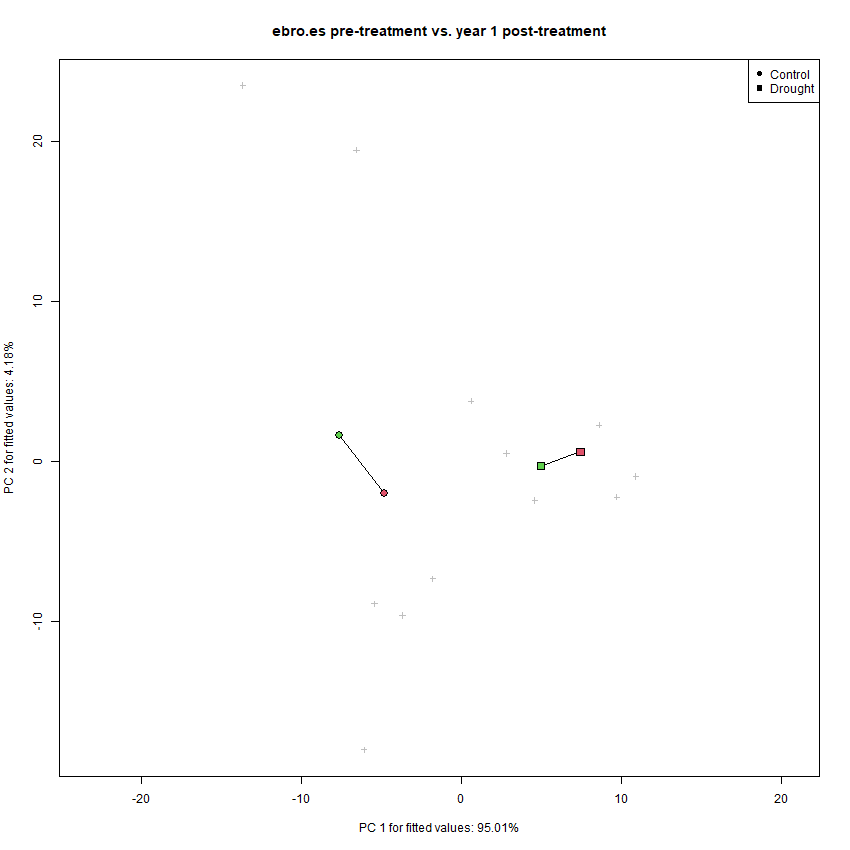 ebro.es pre-treatment vs. year 1 post-treatment
Control
Drought
20
10
0
-10
PC 2 for fitted values: 4.18%
-20
-10
0
10
20
PC 1 for fitted values: 95.01%